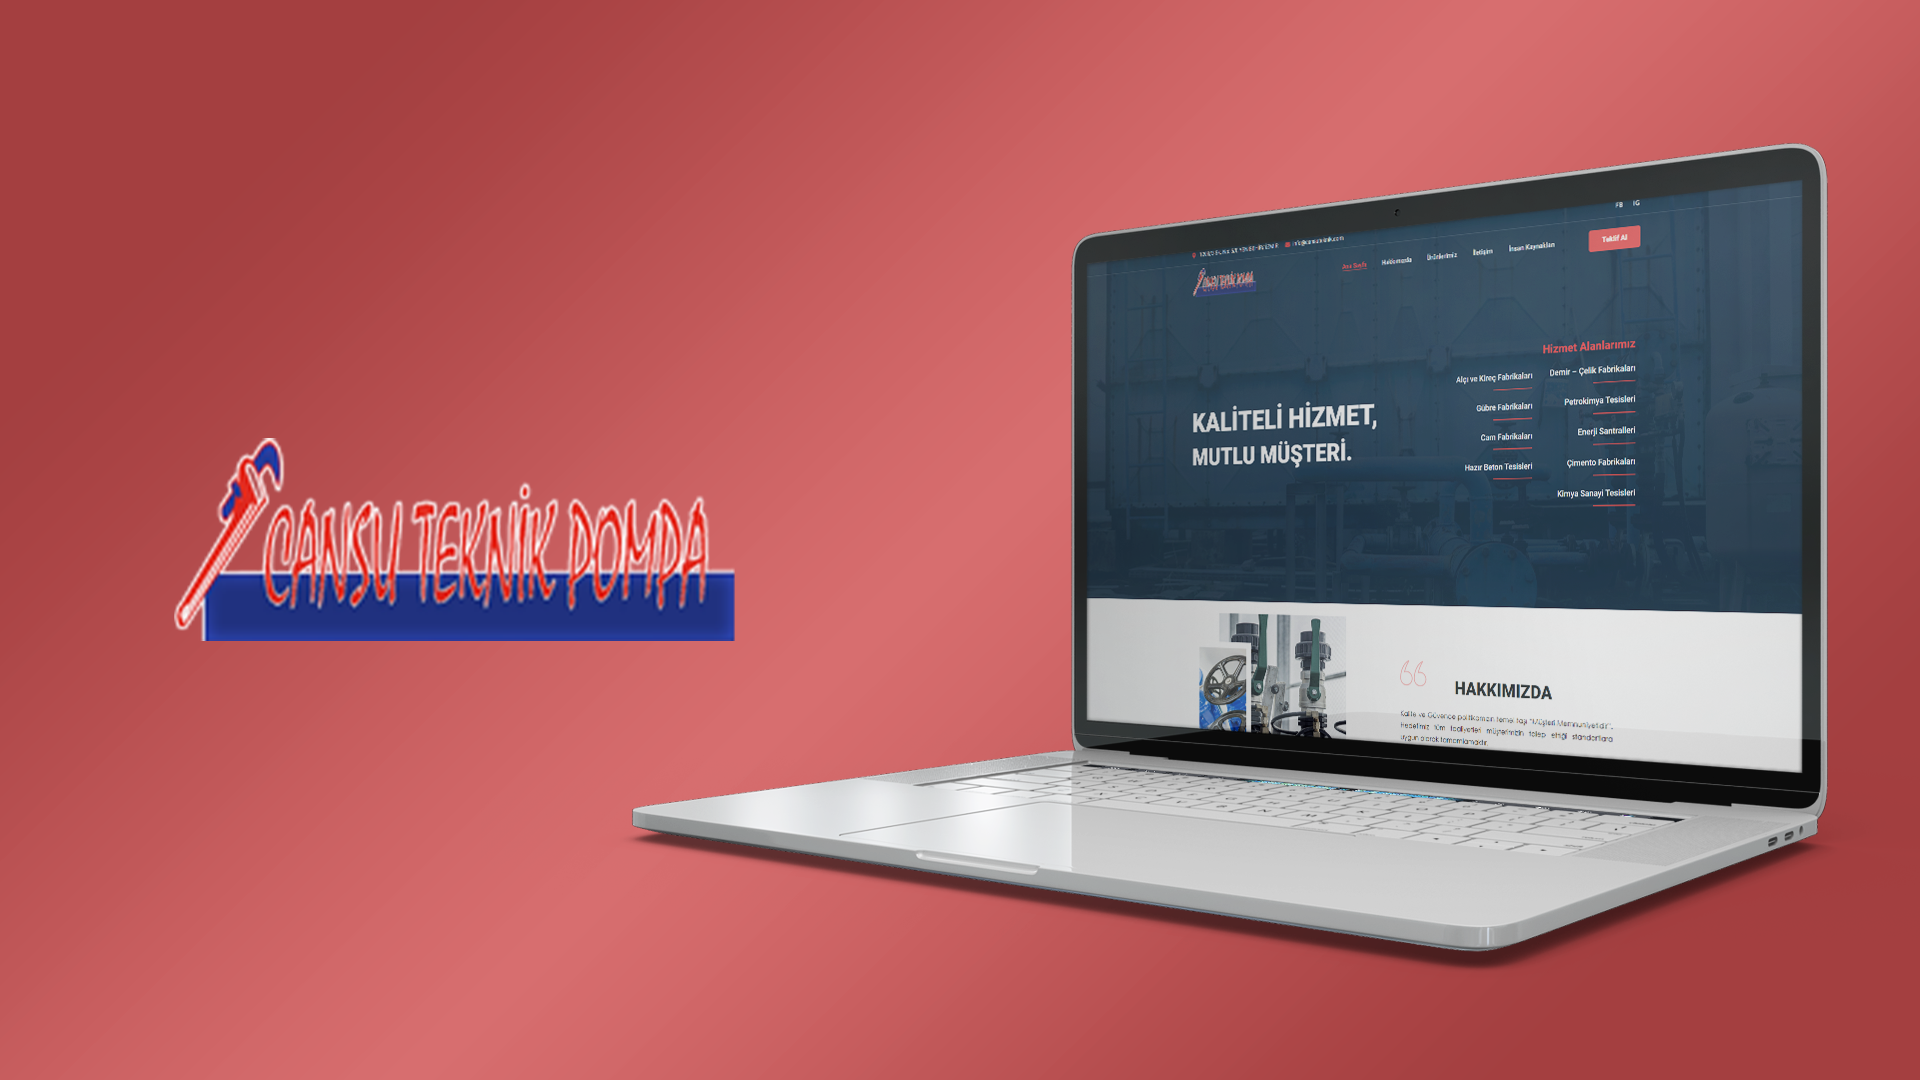 CANSU TEKNİK POMPA
FB IG
Ana Sayfa Hakkımızda Ürünlerimiz İletişim İnsan Kaynakları
Teklif Al
KALİTELİ HİZMET,
MUTLU MÜŞTERİ.
Hizmet Alanlarımız
Alçı ve Kireç Fabrikaları
Gübre Fabrikaları
Cam Fabrikaları
Hazır Beton Tesisleri
Demir – Çelik Fabrikaları
Petrokimya Tesisleri
Enerji Santralleri
Çimento Fabrikaları
Kimya Sanayi Tesisleri
HAKKIMIZDA
Kalite ve Güvence politikamızın temel taşı "Müşteri Memnuniyetidir".
Hedefimiz tüm faaliyetleri müşterimizin talep ettiği standartlara
uygun olarak tamamlamaktır.